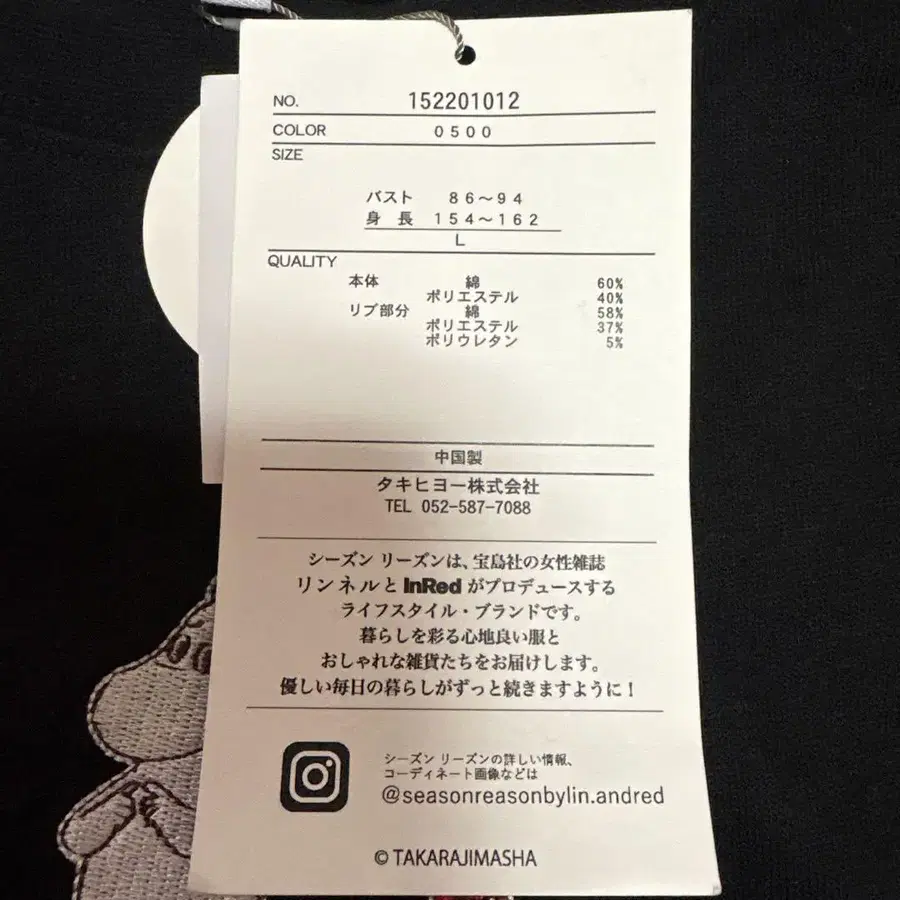 NO. 152201012
COLOR 0500
SIZE
バスト 86〜94
身長 154〜162
L
QUALITY
本体 綿 60%
ポリエステル 40%
リブ部分 綿 58%
ポリエステル 37%
ポリウレタン 5%
中国製
タキヒヨー株式会社
TEL 052-587-7088
シーズン リーズンは、宝島社の女性雑誌
リンネルと InRed がプロデュースする
ライフスタイル・ブランドです。
暮らしを彩る心地良い服と
おしゃれな雑貨たちをお届けします。
優しい毎日の暮らしがずっと続きますように！
シーズン リーズンの詳しい情報、
コーディネート画像などは
@seasonreasonbylin.andred
© TAKARAJIMASHA